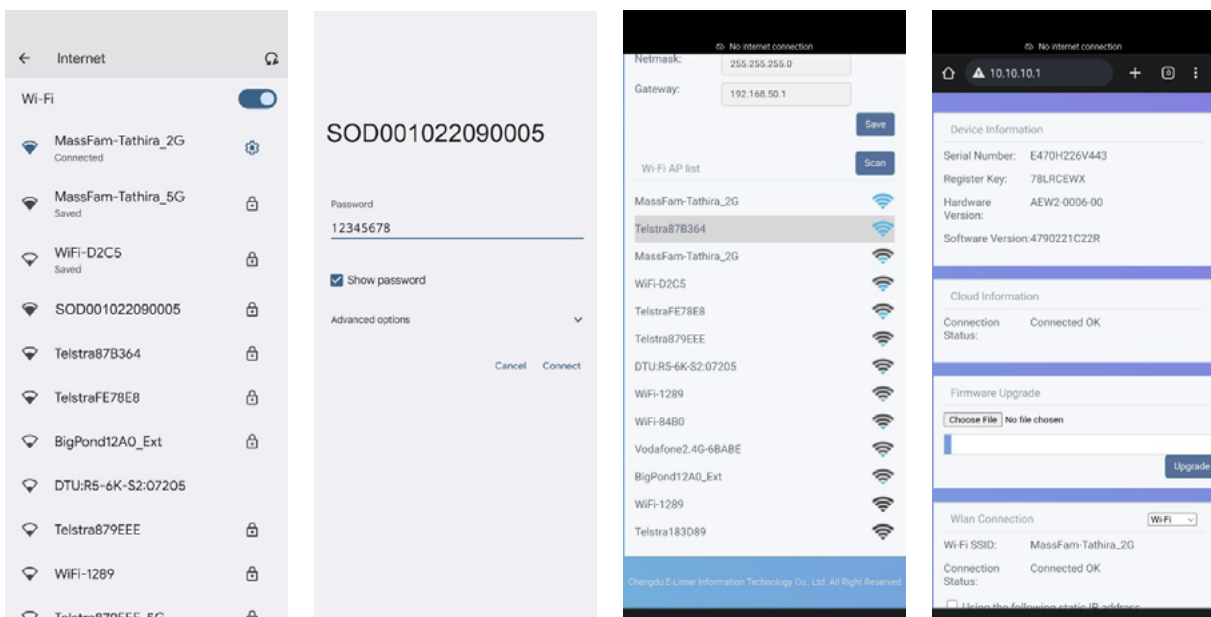 Internet
Wi-Fi
MassFam-Tathira_2G
Connected
MassFam-Tathira_5G
Saved
WiFi-D2C5
Saved
SOD001022090005
Telstra87B364
TelstraFE78E8
BigPond12A0_Ext
DTU:R5-6K-S2:07205
Telstra879EEE
WiFi-1289
Telstra879EEE_5G
SOD001022090005
Password
12345678
Show password
Advanced options
Cancel Connect
No internet connection
Netmask: 255.255.255.0
Gateway: 192.168.50.1
Save
Wi-Fi AP list Scan
MassFam-Tathira_2G
Telstra87B364
MassFam-Tathira_2G
WiFi-D2C5
TelstraFE78E8
Telstra879EEE
DTU:R5-6K-S2:07205
WiFi-1289
WiFi-84B0
Vodafone2.4G-6BABE
BigPond12A0_Ext
WiFi-1289
Telstra183D89
Chengdu E-Linter Information Technology Co., Ltd. All Right Reserved
No internet connection
10.10.10.1
Device Information
Serial Number: E470H226V443
Register Key: 78LRCEWX
Hardware Version: AEW2-0006-00
Software Version:4790221C22R
Cloud Information
Connection Status: Connected OK
Firmware Upgrade
Choose File No file chosen
Upgrade
Wlan Connection Wi-Fi
Wi-Fi SSID: MassFam-Tathira_2G
Connection Status: Connected OK
Using the following static IP address